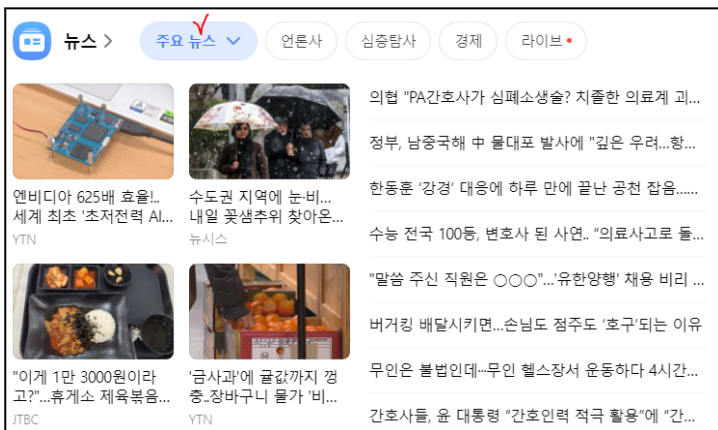 뉴스 >
주요 뉴스
언론사
심층탐사
경제
라이브
엔비디아 625배 효율!..
세계 최초 '초저전력 AI...
YTN
수도권 지역에 눈·비...
내일 꽃샘추위 찾아온...
뉴시스
"이게 1만 3000원이라
고?"...휴게소 제육볶음...
JTBC
'금사과'에 귤값까지 껑
충..장바구니 물가 '비...
YTN
의협 "PA간호사가 심폐소생술? 치졸한 의료계 괴...
정부, 남중국해 中 물대포 발사에 "깊은 우려...항...
한동훈 '강경' 대응에 하루 만에 끝난 공천 잡음......
수능 전국 100등, 변호사 된 사연.. "의료사고로 돌...
"말씀 주신 직원은 ○○○"...'유한양행' 채용 비리 ...
버거킹 배달시키면...손님도 점주도 '호구'되는 이유
무인은 불법인데…무인 헬스장서 운동하다 4시간...
간호사들, 윤 대통령 "간호인력 적극 활용"에 "간...